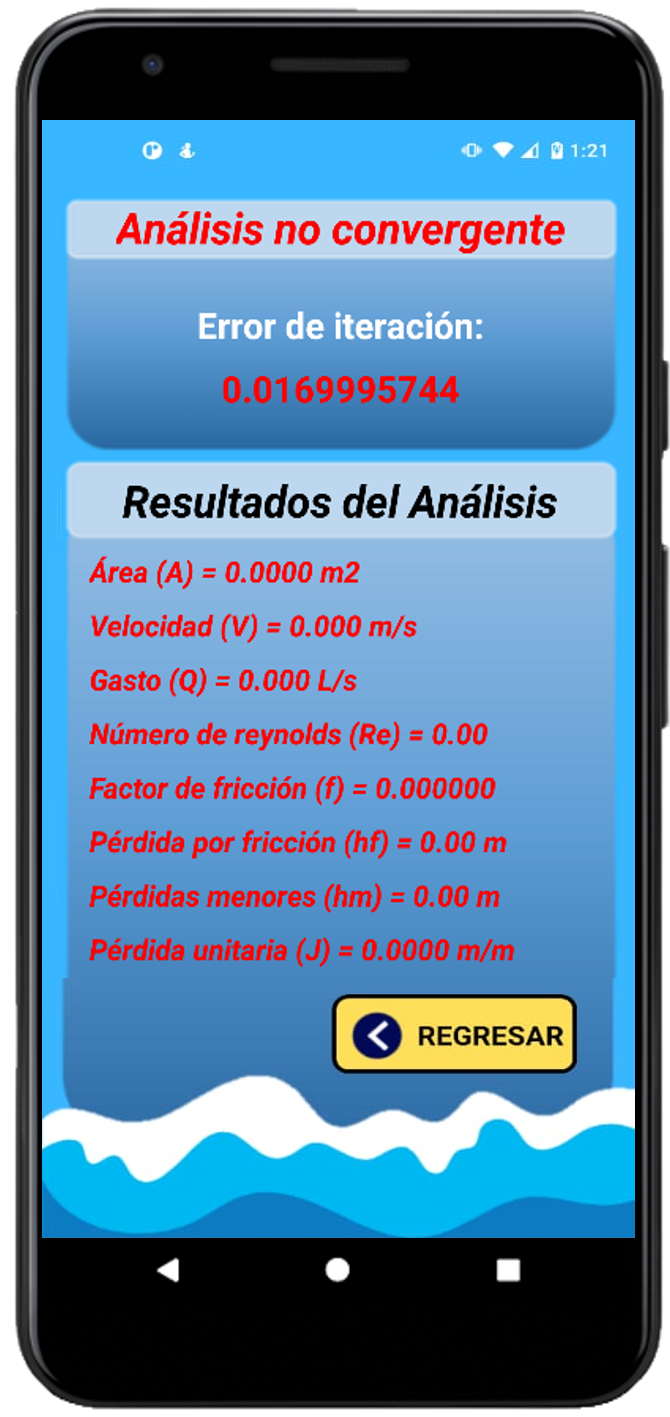 1:21
Análisis no convergente
Error de iteración:
0.0169995744
Resultados del Análisis
Área (A) = 0.0000 m2
Velocidad (V) = 0.000 m/s
Gasto (Q) = 0.000 L/s
Número de reynolds (Re) = 0.00
Factor de fricción (f) = 0.000000
Pérdida por fricción (hf) = 0.00 m
Pérdidas menores (hm) = 0.00 m
Pérdida unitaria (J) = 0.0000 m/m
REGRESAR